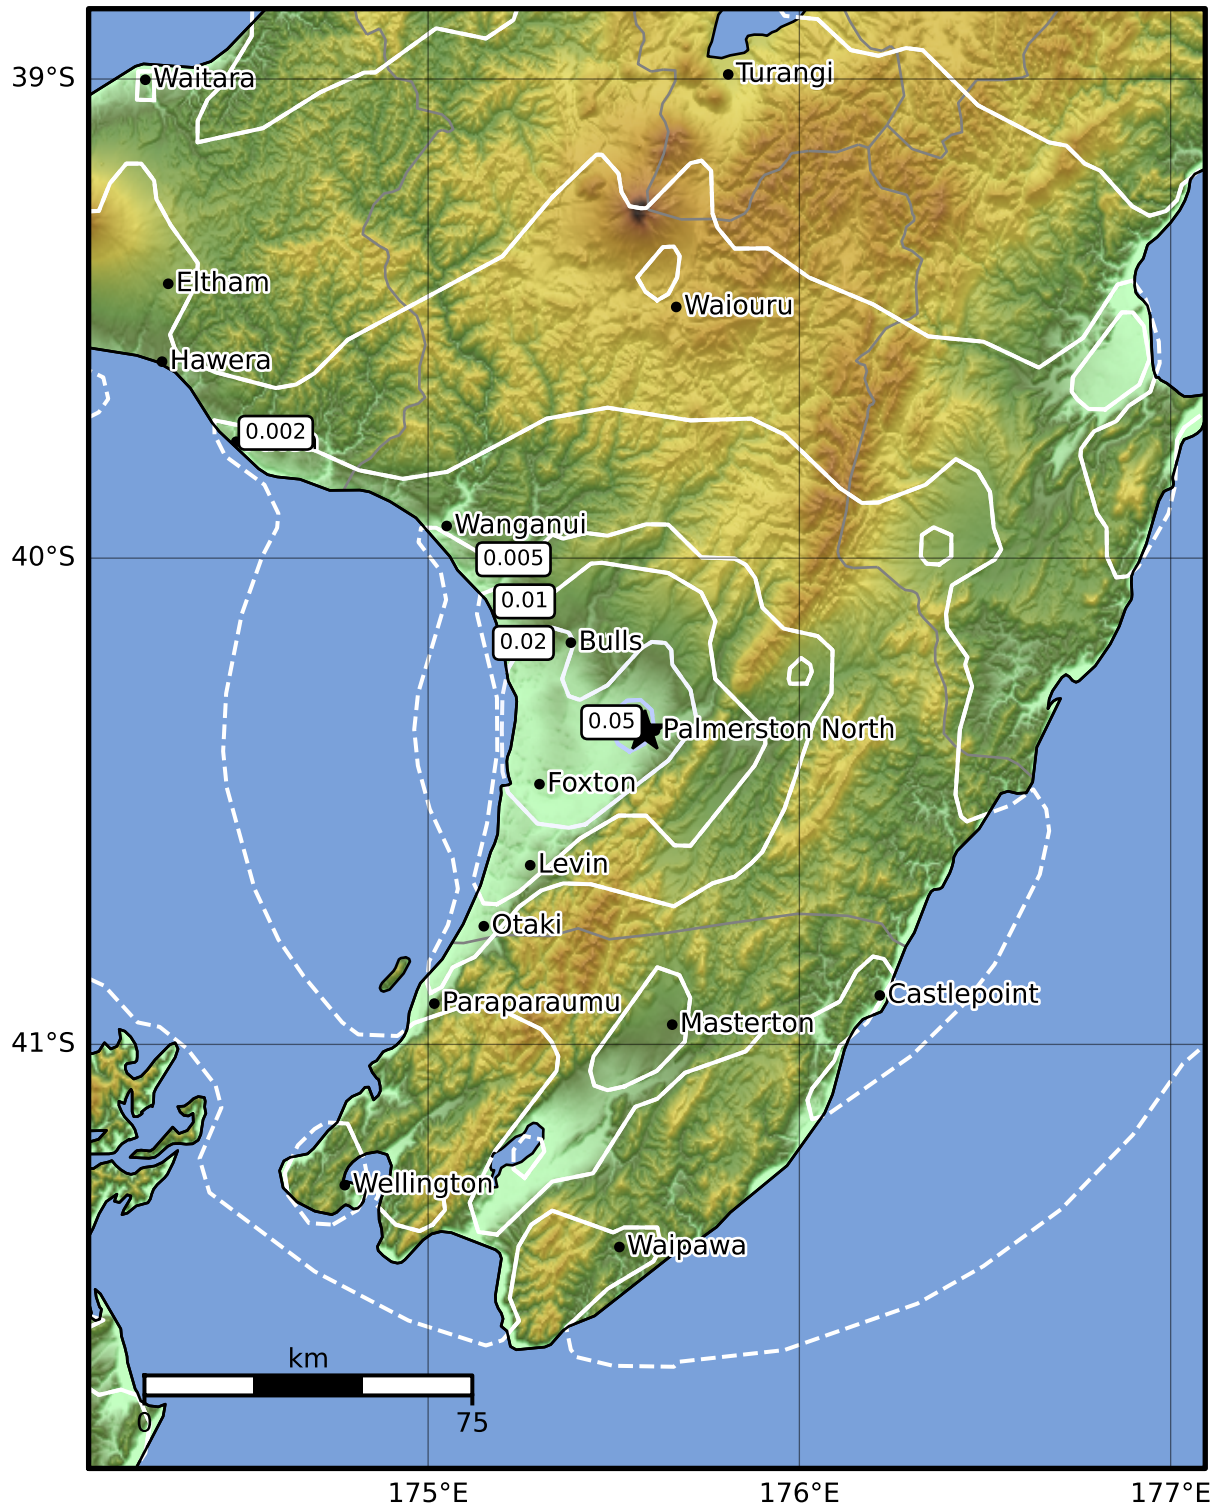 39°S
Waitara
Turangi
Eltham
Waiouru
Hawera
0.002
Wanganui
40°S
0.005
0.01
0.02
Bulls
0.05
Palmerston North
Foxton
Levin
Otaki
Paraparaumu
Castlepoint
Masterton
41°S
Wellington
Waipawa
km
0
75
175°E
176°E
177°E